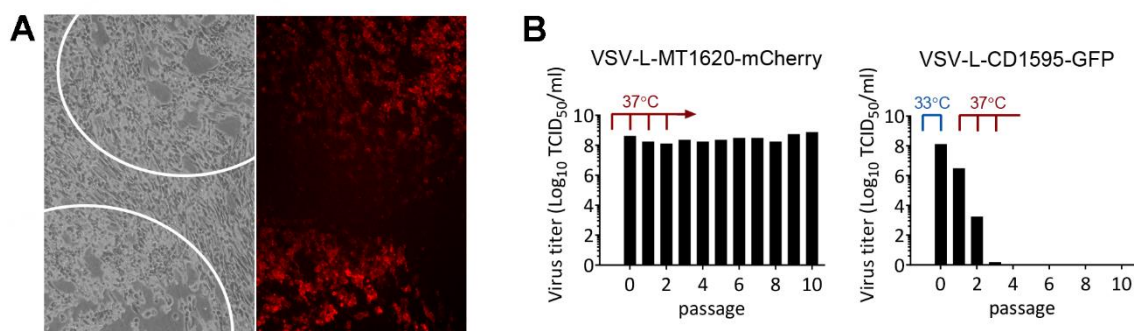 A
B
VSV-L-MT1620-mCherry
Virus titer (Log10 TCID50/ml)
37°C
10
8
6
4
2
0
0 2 4 6 8 10
passage
VSV-L-CD1595-GFP
Virus titer (Log10 TCID50/ml)
33°C 37°C
10
8
6
4
2
0
0 2 4 6 8 10
passage